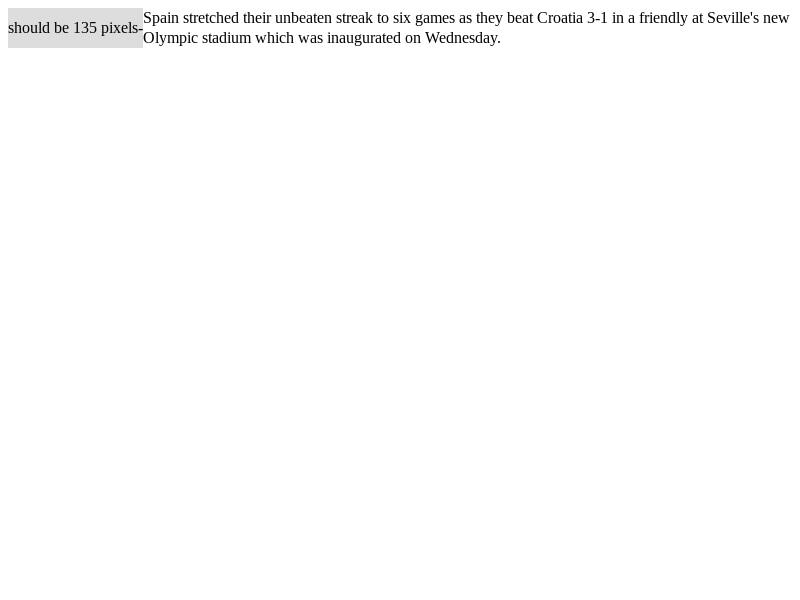 should be 135 pixels-
Spain stretched their unbeaten streak to six games as they beat Croatia 3-1 in a friendly at Seville's new
Olympic stadium which was inaugurated on Wednesday.